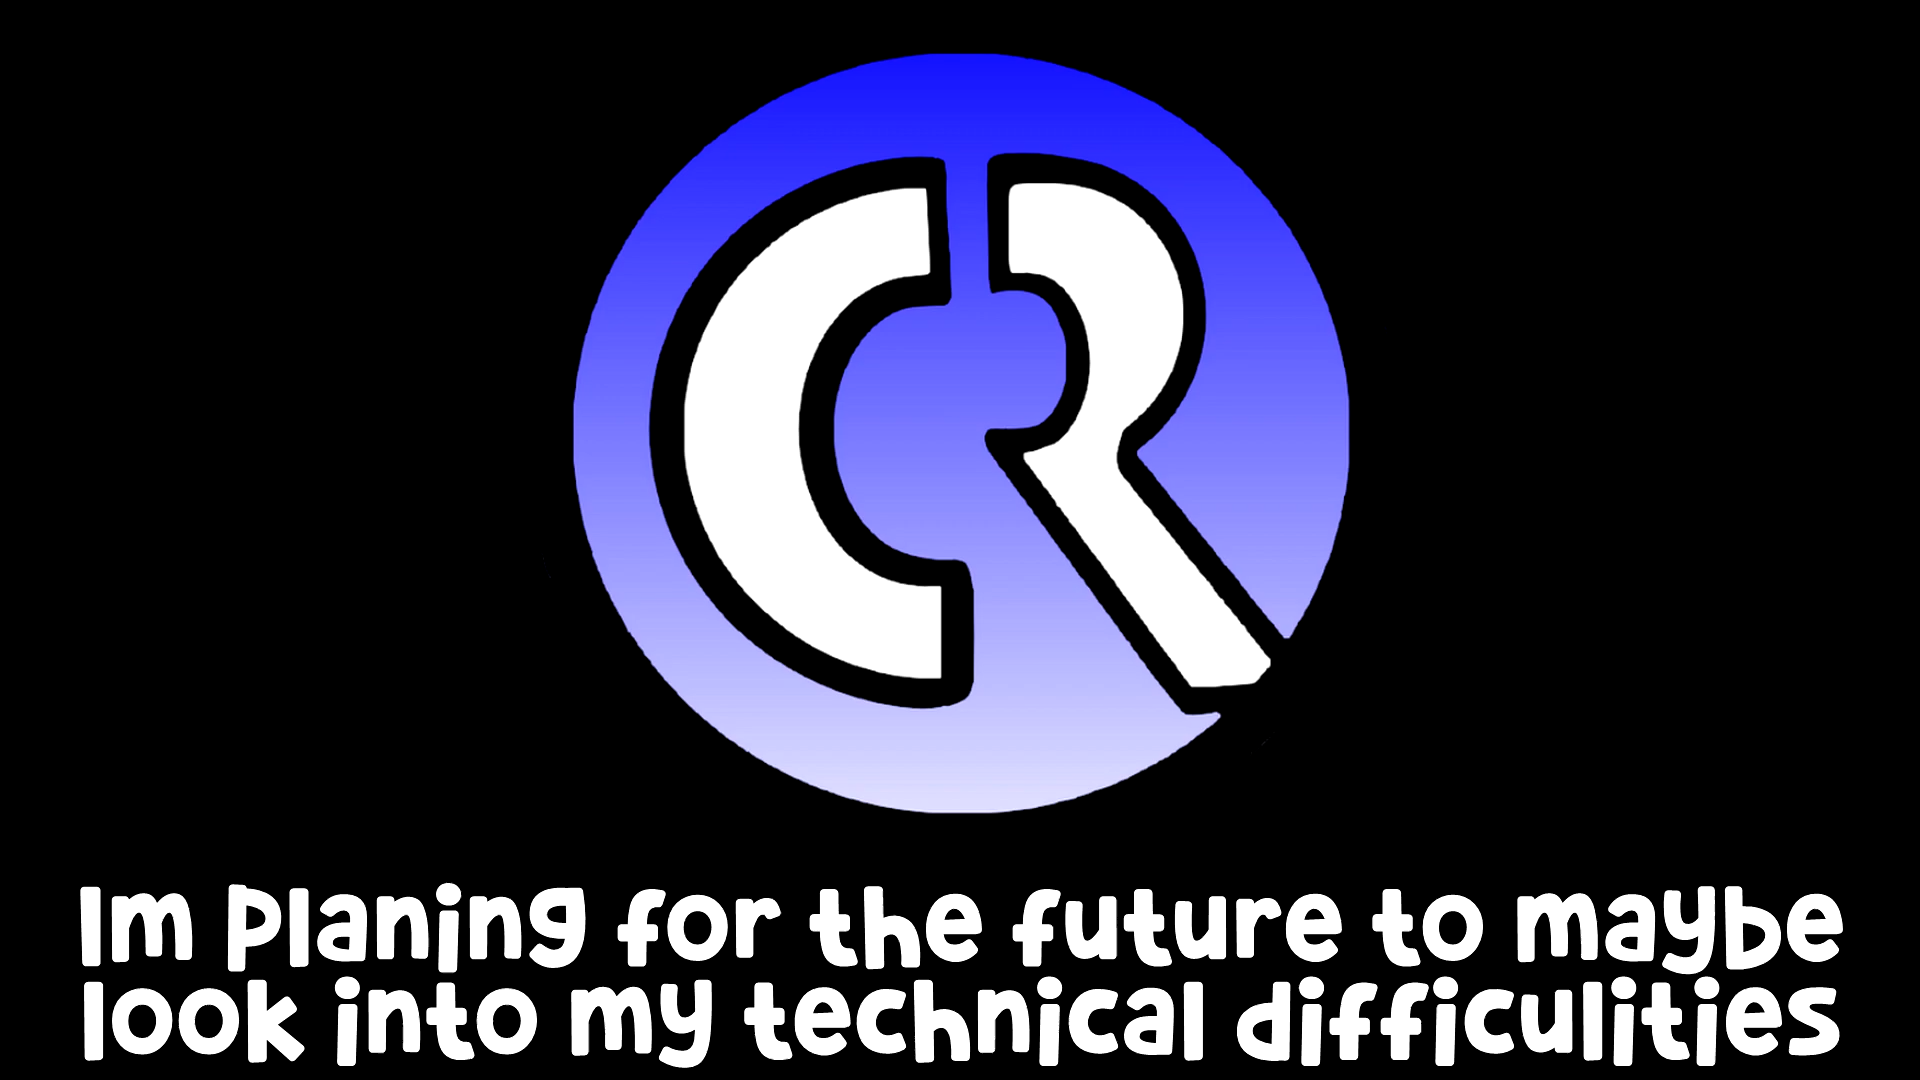 CR
Im Planing for the future to maybe
look into my technical difficulities